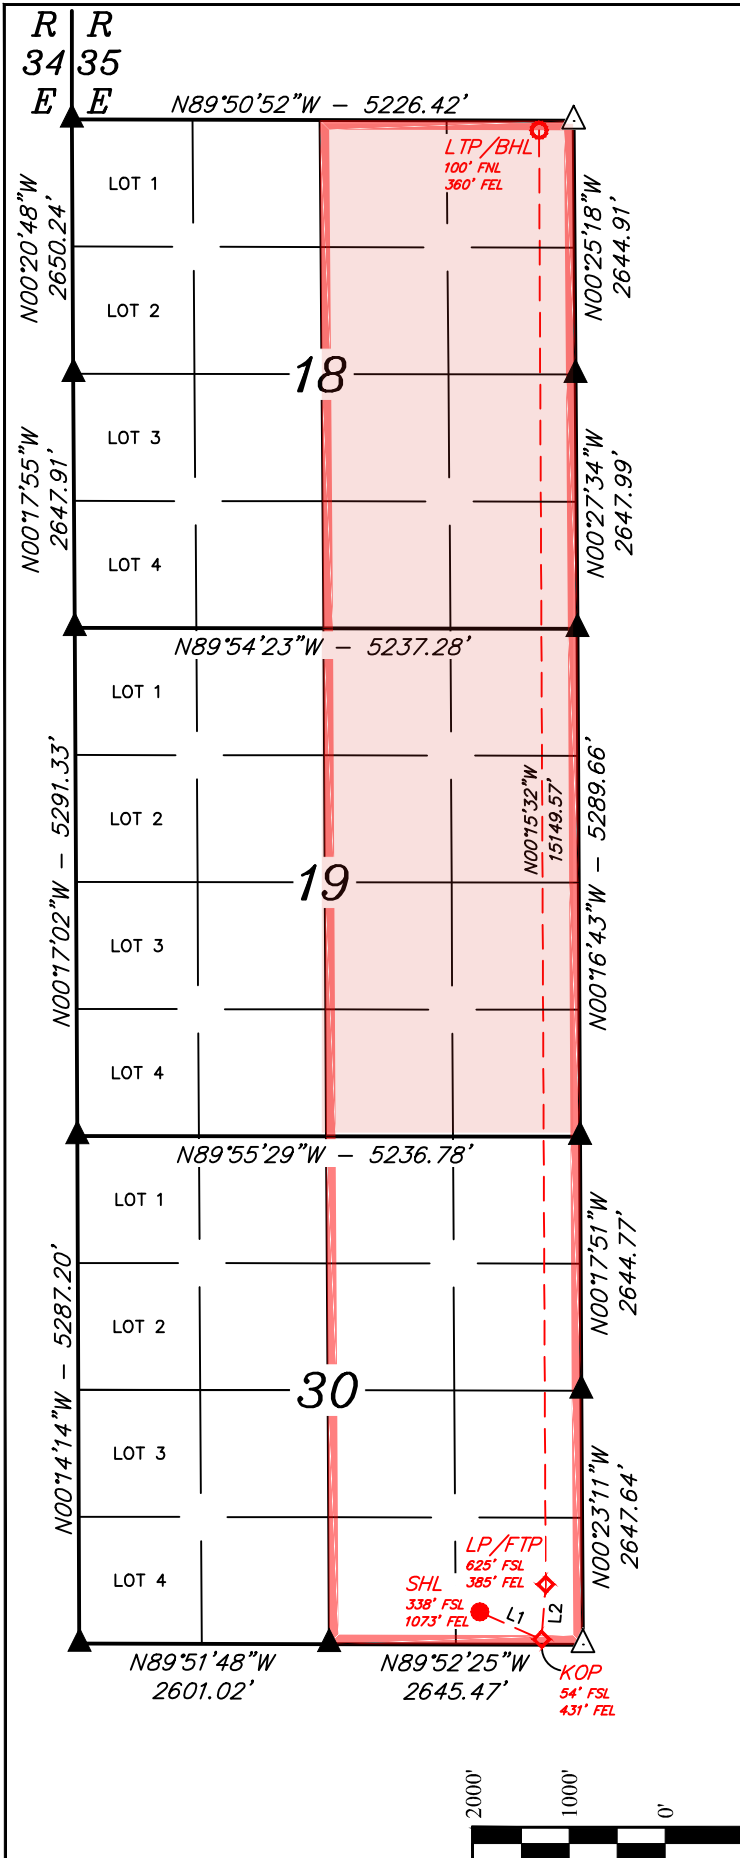 R R
34 35
E E
N89°50'52"W – 5226.42'
LTP/BHL
100' FNL
360' FEL
LOT 1
N00°20'48"W
2650.24'
N00°25'18"W
2644.91'
LOT 2
18
LOT 3
N00°17'55"W
2647.91'
N00°27'34"W
2647.99'
LOT 4
N89°54'23"W – 5237.28'
LOT 1
N00°17'02"W – 5291.33'
LOT 2
N00°15'32"W
15149.57'
N00°16'43"W – 5289.66'
19
LOT 3
LOT 4
N89°55'29"W – 5236.78'
LOT 1
N00°17'51"W
2644.77'
LOT 2
N00°14'14"W – 5287.20'
30
LOT 3
N00°23'11"W
2647.64'
LP/FTP
625' FSL
385' FEL
LOT 4
SHL
338' FSL
1073' FEL
L1
L2
N89°51'48"W
2601.02'
N89°52'25"W
2645.47'
KOP
54' FSL
431' FEL
2000'
1000'
0'